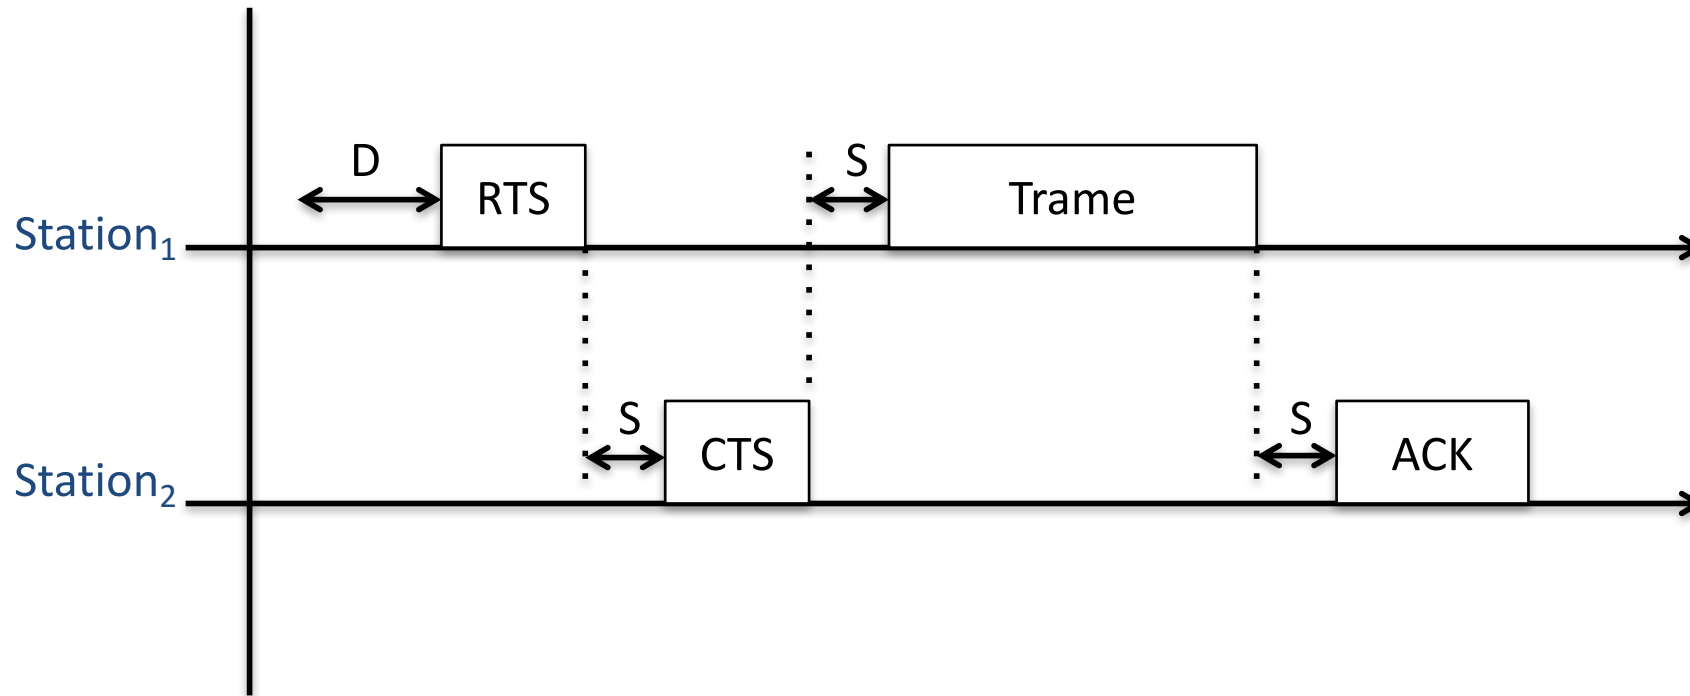 D
RTS
S
Trame
Station₁
S
CTS
S
ACK
Station₂